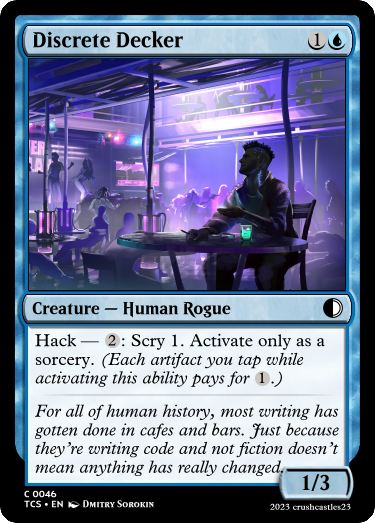 Discrete Decker 1
Creature — Human Rogue
Hack — 2: Scry 1. Activate only as a
sorcery. (Each artifact you tap while
activating this ability pays for 1.)
For all of human history, most writing has
gotten done in cafes and bars. Just because
they're writing code and not fiction doesn't
mean anything has really changed.
1/3
C 0046
TCS • EN Dmitry Sorokin
2023 crushcastles23